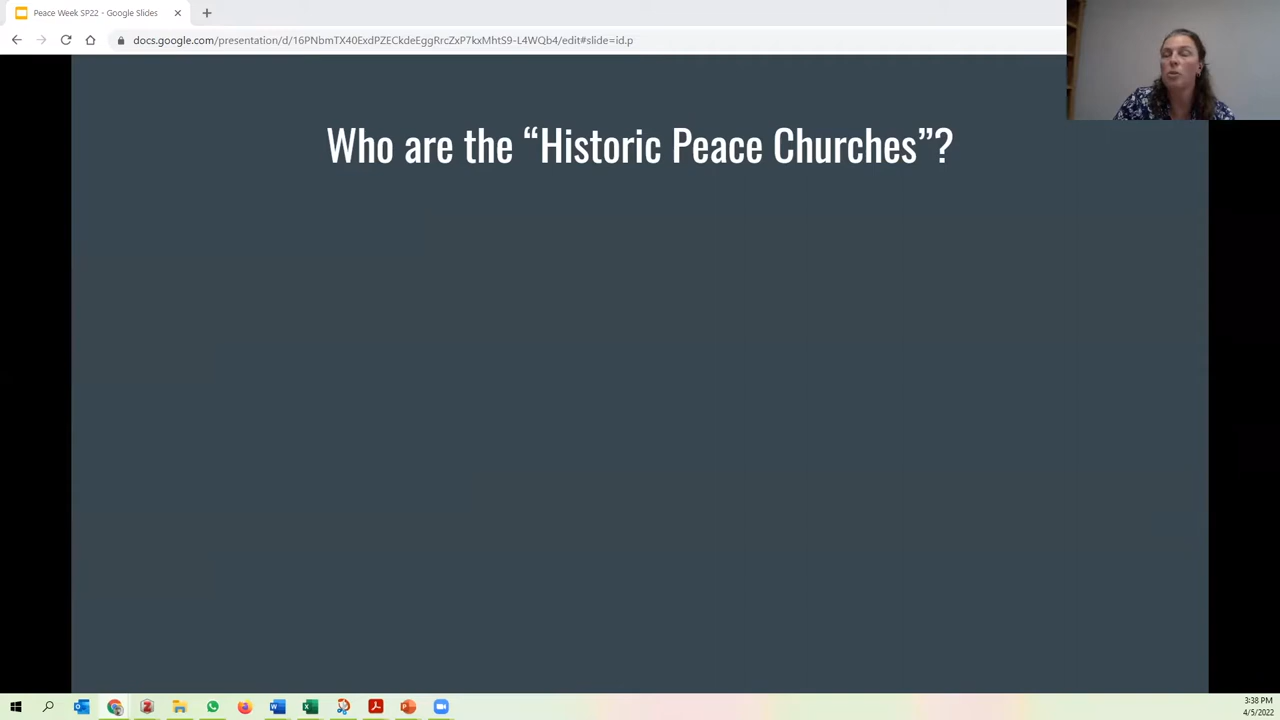 Peace Week SP22 - Google Slides
docs.google.com/presentation/d/16PNbmTX40ExdPZECkdeEggRrcZxP7kxMhtS9-L4WQb4/edit#slide=id.p
Who are the “Historic Peace Churches”?
3:38 PM
4/5/2022